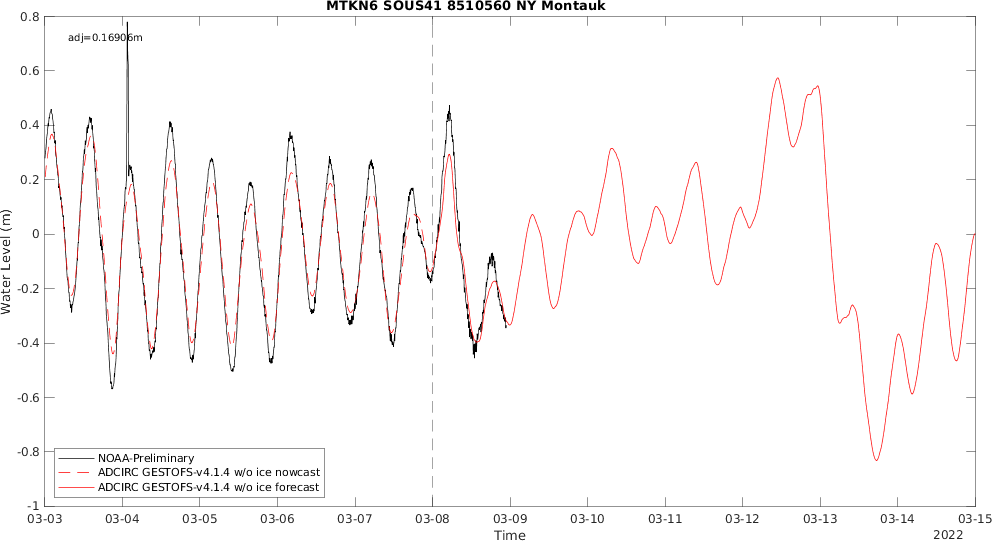 MTKN6 SOUS41 8510560 NY Montauk
adj=0.16906m
0.8
0.6
0.4
0.2
0
-0.2
-0.4
-0.6
-0.8
-1
Water Level (m)
NOAA-Preliminary
ADCIRC GESTOFS-v4.1.4 w/o ice nowcast
ADCIRC GESTOFS-v4.1.4 w/o ice forecast
03-03 03-04 03-05 03-06 03-07 03-08 03-09 03-10 03-11 03-12 03-13 03-14 03-15
Time
2022